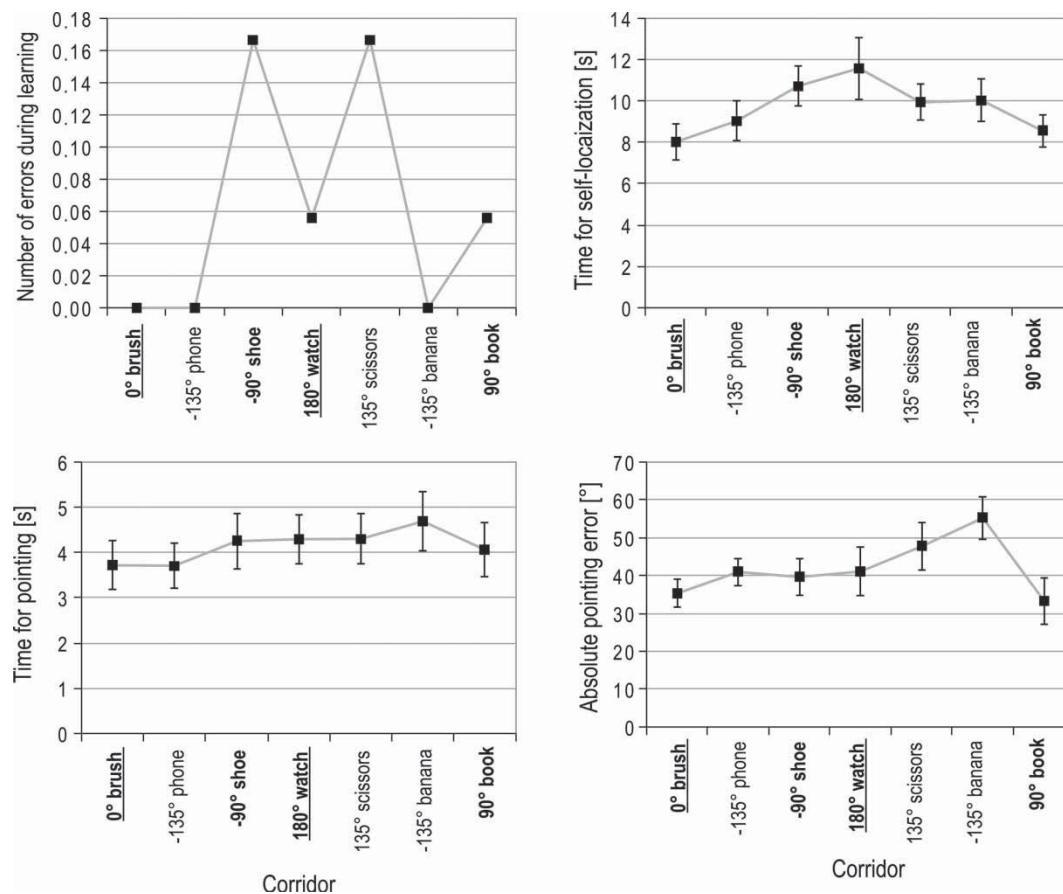 Number of errors during learning
0.18
0.16
0.14
0.12
0.10
0.08
0.06
0.04
0.02
0.00
0° brush
-135° phone
-90° shoe
180° watch
135° scissors
-135° banana
90° book
Time for self-locaization [s]
14
12
10
8
6
4
2
0
0° brush
-135° phone
-90° shoe
180° watch
135° scissors
-135° banana
90° book
Time for pointing [s]
6
5
4
3
2
1
0
0° brush
-135° phone
-90° shoe
180° watch
135° scissors
-135° banana
90° book
Corridor
Absolute pointing error [°]
70
60
50
40
30
20
10
0
0° brush
-135° phone
-90° shoe
180° watch
135° scissors
-135° banana
90° book
Corridor